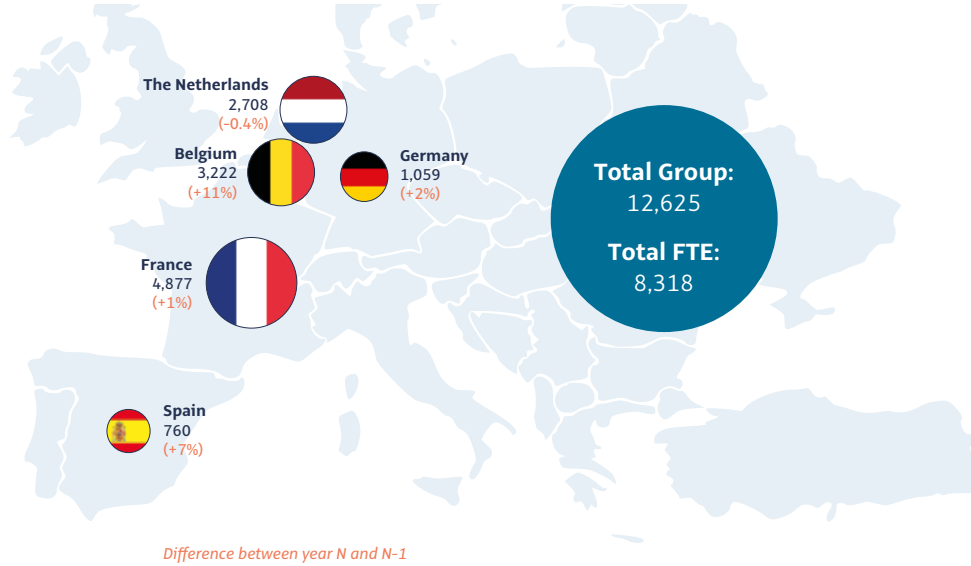 The Netherlands
2,708
(-0.4%)
Belgium
3,222
(+11%)
Germany
1,059
(+2%)
France
4,877
(+1%)
Spain
760
(+7%)
Total Group:
12,625
Total FTE:
8,318
Difference between year N and N-1